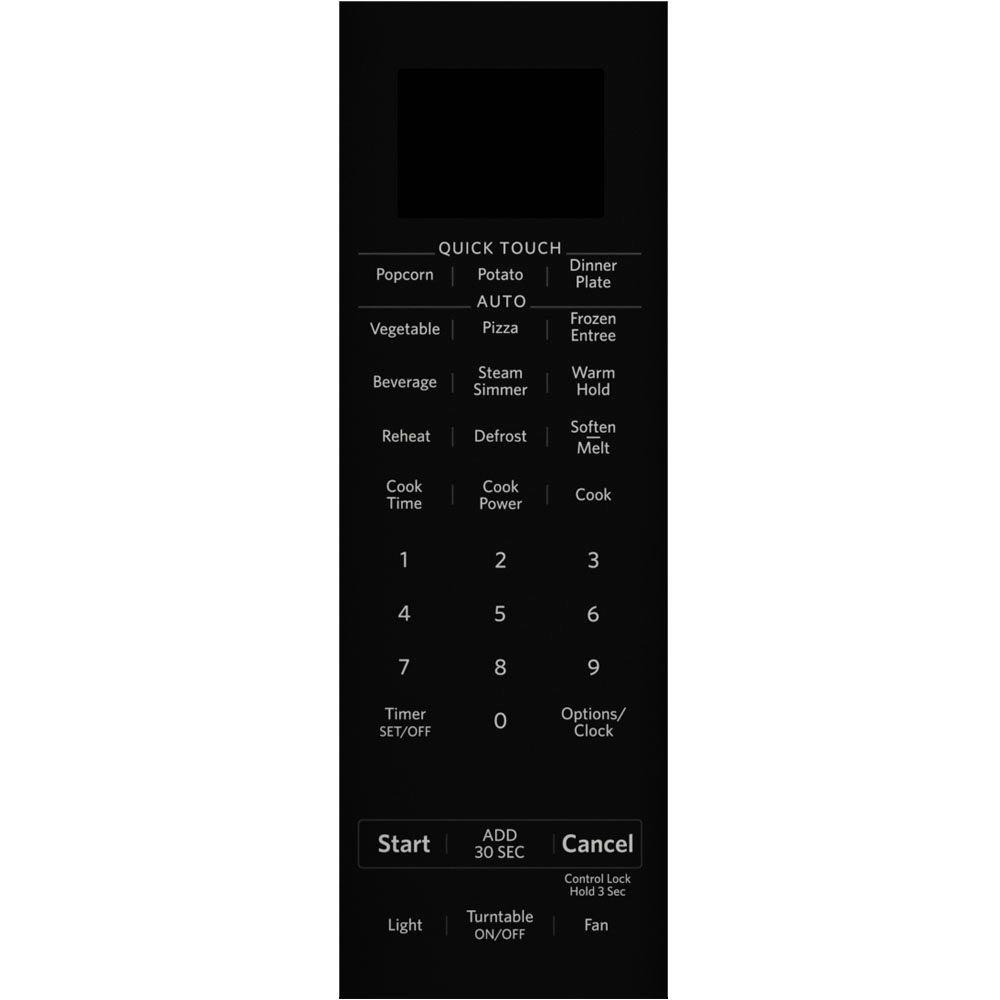 QUICK TOUCH
Popcorn Potato Dinner Plate
AUTO
Vegetable Pizza Frozen Entree
Beverage Steam Simmer Warm Hold
Reheat Defrost Soften Melt
Cook Time Cook Power Cook
1 2 3
4 5 6
7 8 9
Timer SET/OFF 0 Options/ Clock
Start ADD 30 SEC Cancel
Control Lock
Hold 3 Sec
Light Turntable ON/OFF Fan